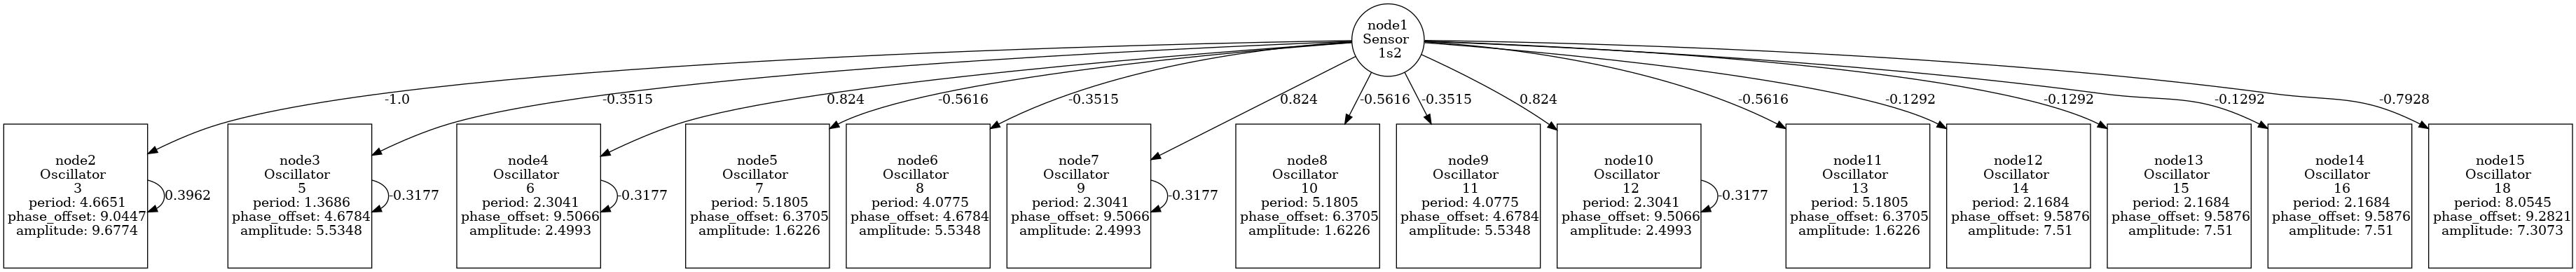 node1
Sensor
1s2
-1.0
-0.3515
0.824
-0.5616
-0.3515
0.824
-0.5616
-0.3515
0.824
-0.5616
-0.1292
-0.1292
-0.1292
-0.7928
node2
Oscillator
3
period: 4.6651
phase_offset: 9.0447
amplitude: 9.6774
0.3962
node3
Oscillator
5
period: 1.3686
phase_offset: 4.6784
amplitude: 5.5348
-0.3177
node4
Oscillator
6
period: 2.3041
phase_offset: 9.5066
amplitude: 2.4993
-0.3177
node5
Oscillator
7
period: 5.1805
phase_offset: 6.3705
amplitude: 1.6226
node6
Oscillator
8
period: 4.0775
phase_offset: 4.6784
amplitude: 5.5348
node7
Oscillator
9
period: 2.3041
phase_offset: 9.5066
amplitude: 2.4993
-0.3177
node8
Oscillator
10
period: 5.1805
phase_offset: 6.3705
amplitude: 1.6226
node9
Oscillator
11
period: 4.0775
phase_offset: 4.6784
amplitude: 5.5348
node10
Oscillator
12
period: 2.3041
phase_offset: 9.5066
amplitude: 2.4993
-0.3177
node11
Oscillator
13
period: 5.1805
phase_offset: 6.3705
amplitude: 1.6226
node12
Oscillator
14
period: 2.1684
phase_offset: 9.5876
amplitude: 7.51
node13
Oscillator
15
period: 2.1684
phase_offset: 9.5876
amplitude: 7.51
node14
Oscillator
16
period: 2.1684
phase_offset: 9.5876
amplitude: 7.51
node15
Oscillator
18
period: 8.0545
phase_offset: 9.2821
amplitude: 7.3073